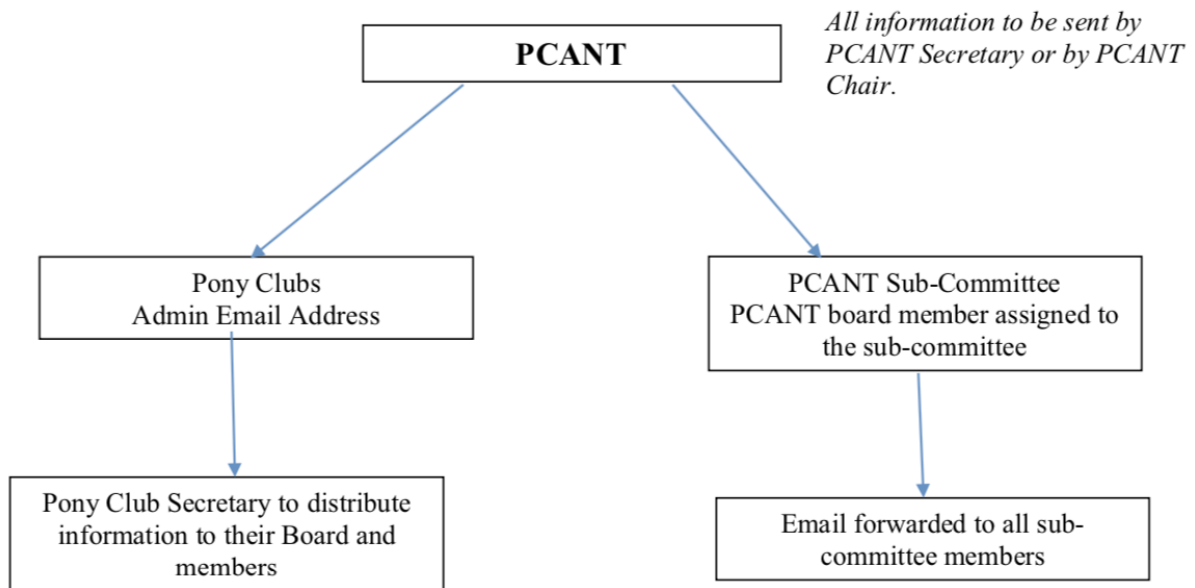 PCANT
All information to be sent by
PCANT Secretary or by PCANT
Chair.
Pony Clubs
Admin Email Address
PCANT Sub-Committee
PCANT board member assigned to
the sub-committee
Pony Club Secretary to distribute
information to their Board and
members
Email forwarded to all sub-
committee members